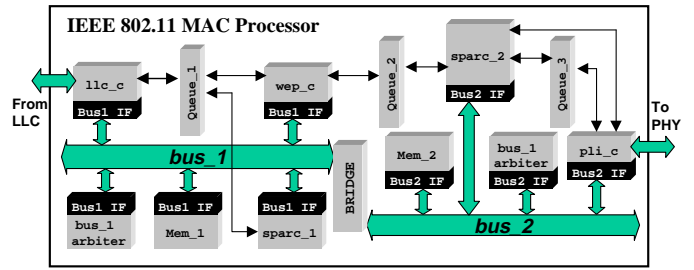 IEEE 802.11 MAC Processor
From
LLC
llc_c
Bus1 IF
Queue_1
wep_c
Bus1 IF
Queue_2
sparc_2
Bus2 IF
Queue_3
To
PHY
pli_c
Bus2 IF
bus_1
BRIDGE
Mem_2
Bus2 IF
bus_1
arbiter
Bus2 IF
Bus1 IF
bus_1
arbiter
Bus1 IF
Mem_1
Bus1 IF
sparc_1
bus_2